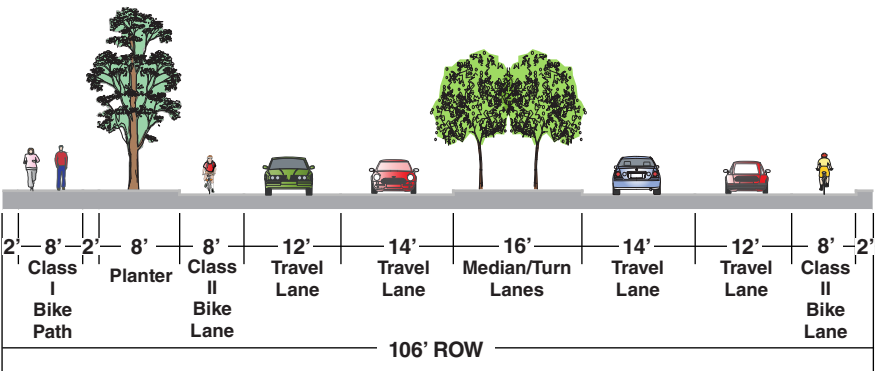 2’ 8’ 2’ 8’ 8’ 12’ 14’ 16’ 14’ 12’ 8’ 2’
Class
I
Bike
Path
Planter
Class
II
Bike
Lane
Travel
Lane
Travel
Lane
Median/Turn
Lanes
Travel
Lane
Travel
Lane
Class
II
Bike
Lane
106’ ROW